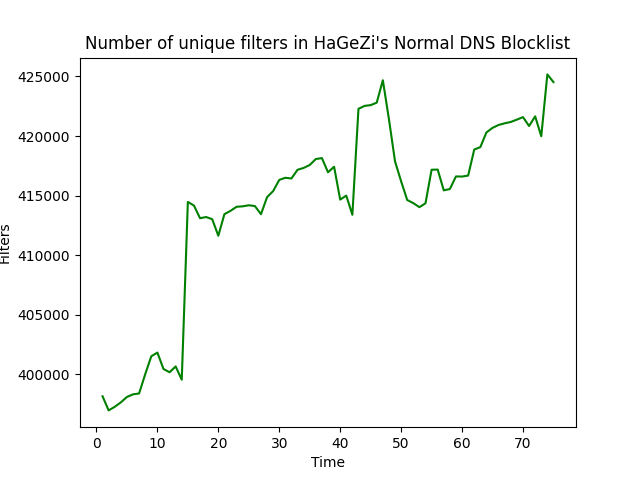 Number of unique filters in HaGeZi's Normal DNS Blocklist
425000
420000
415000
410000
405000
400000
Filters
0 10 20 30 40 50 60 70
Time